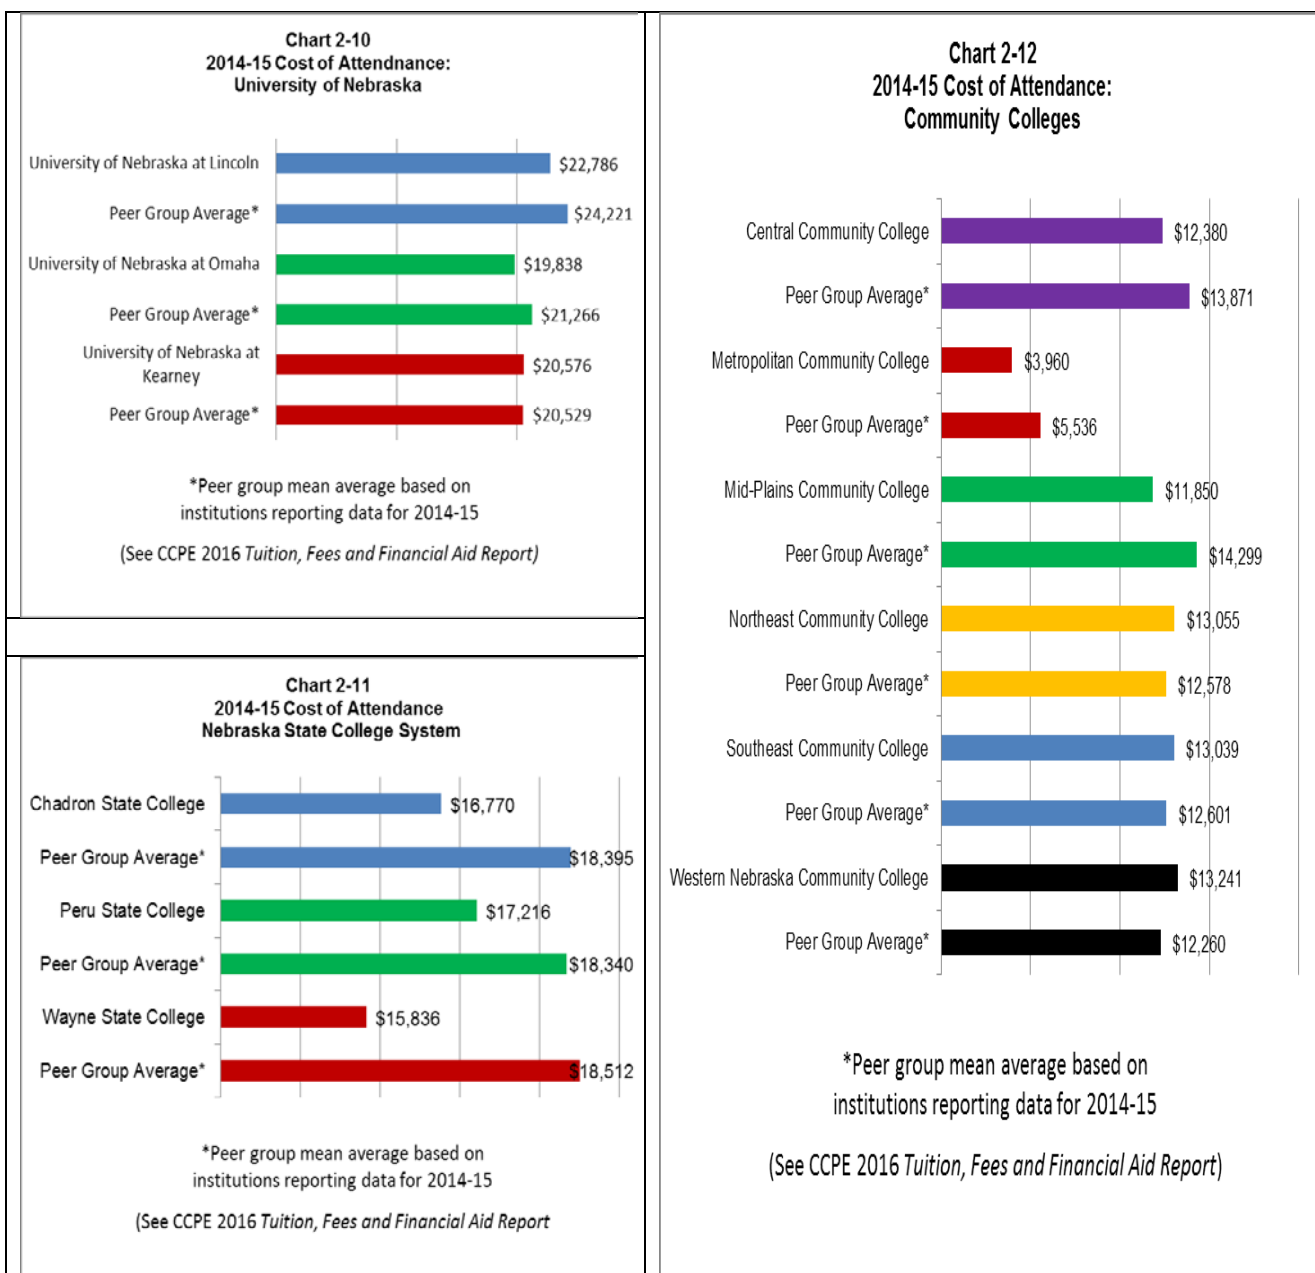 Chart 2-10
2014-15 Cost of Attendnance:
University of Nebraska
University of Nebraska at Lincoln
$22,786
Peer Group Average*
$24,221
University of Nebraska at Omaha
$19,838
Peer Group Average*
$21,266
University of Nebraska at
Kearney
$20,576
Peer Group Average*
$20,529
*Peer group mean average based on
institutions reporting data for 2014-15
(See CCPE 2016 Tuition, Fees and Financial Aid Report)
Chart 2-11
2014-15 Cost of Attendance
Nebraska State College System
Chadron State College
$16,770
Peer Group Average*
$18,395
Peru State College
$17,216
Peer Group Average*
$18,340
Wayne State College
$15,836
Peer Group Average*
$18,512
*Peer group mean average based on
institutions reporting data for 2014-15
(See CCPE 2016 Tuition, Fees and Financial Aid Report
Chart 2-12
2014-15 Cost of Attendance:
Community Colleges
Central Community College
$12,380
Peer Group Average*
$13,871
Metropolitan Community College
$3,960
Peer Group Average*
$5,536
Mid-Plains Community College
$11,850
Peer Group Average*
$14,299
Northeast Community College
$13,055
Peer Group Average*
$12,578
Southeast Community College
$13,039
Peer Group Average*
$12,601
Western Nebraska Community College
$13,241
Peer Group Average*
$12,260
*Peer group mean average based on
institutions reporting data for 2014-15
(See CCPE 2016 Tuition, Fees and Financial Aid Report)